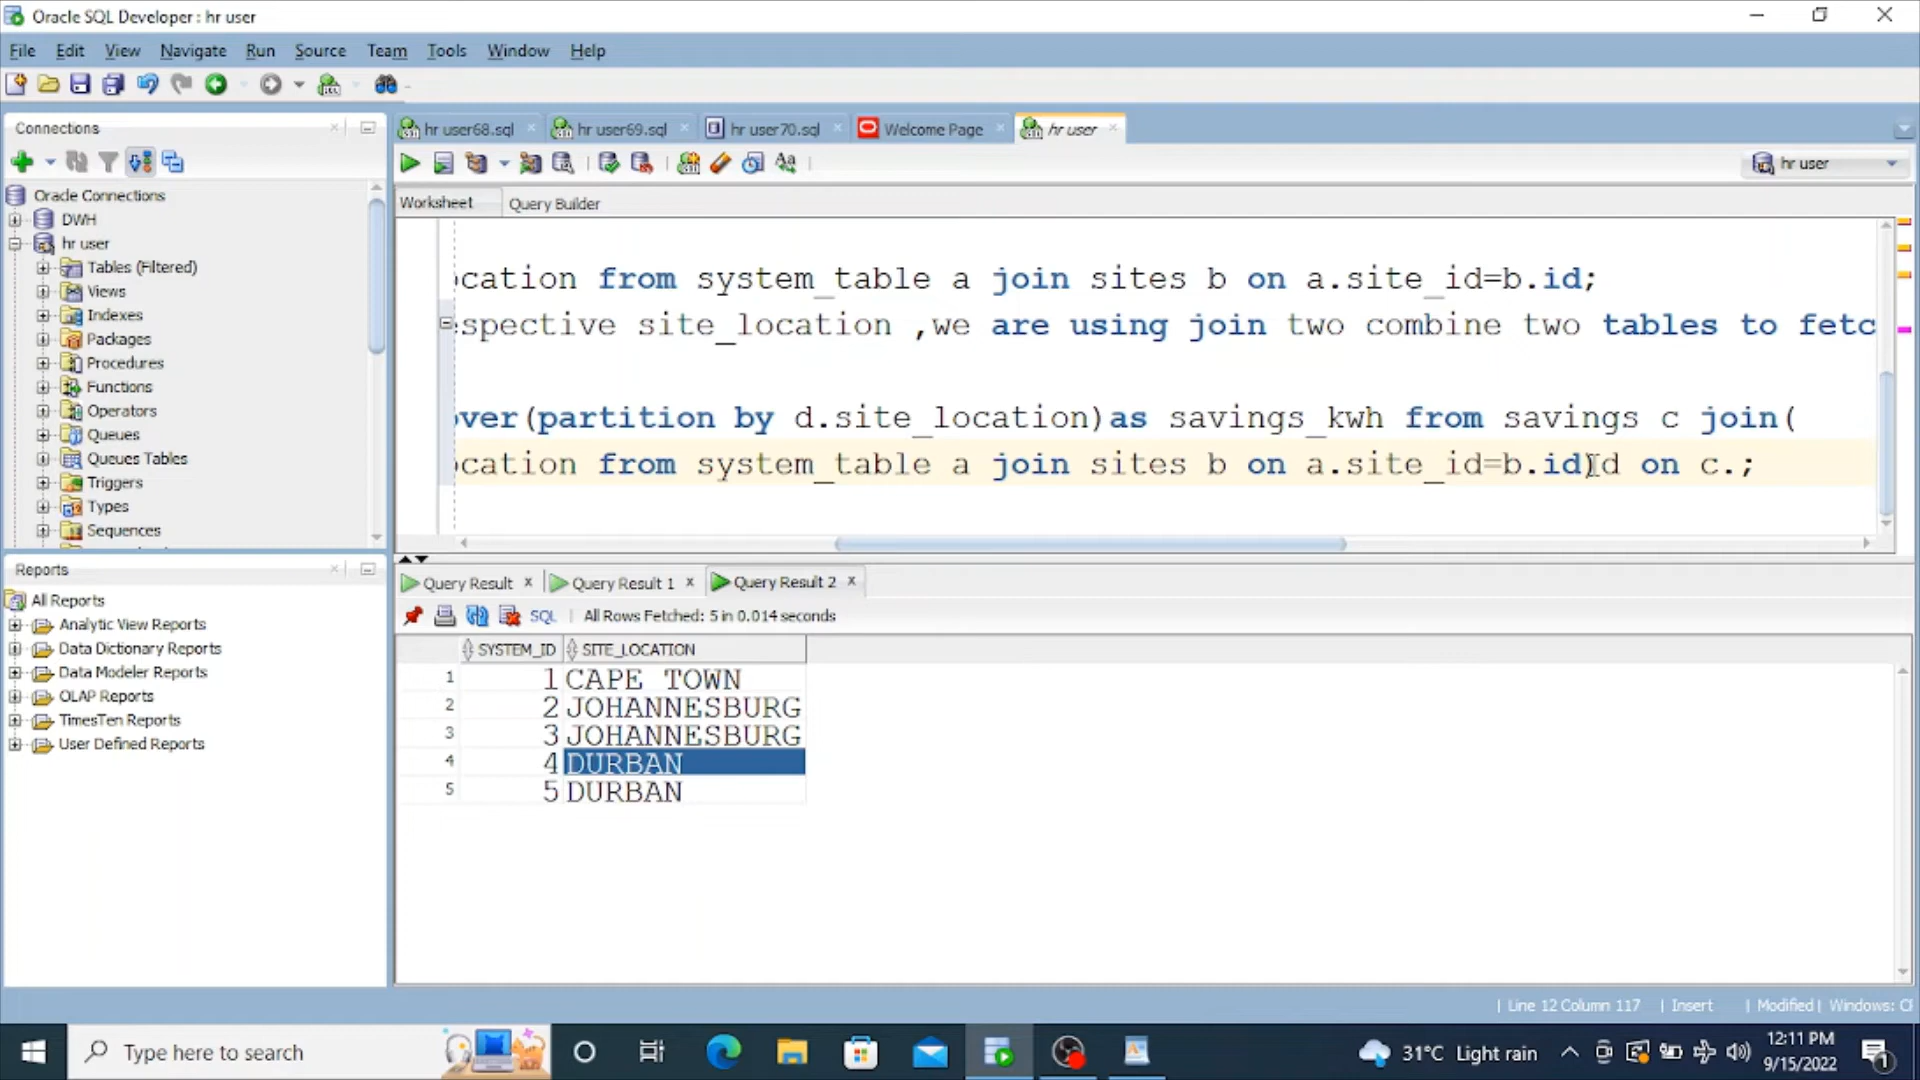 Oracle SQL Developer : hr user
File Edit View Navigate Run Source Team Tools Window Help
Connections
hr user68.sql
hr user69.sql
hr user70.sql
Welcome Page
hr user
hr user
Oracle Connections
DWH
hr user
Tables (Filtered)
Views
Indexes
Packages
Procedures
Functions
Operators
Queues
Queues Tables
Triggers
Types
Sequences
Worksheet Query Builder
ocation from system_table a join sites b on a.site_id=b.id;
espective site_location ,we are using join two combine two tables to fetc
over(partition by d.site_location)as savings_kwh from savings c join(
ocation from system_table a join sites b on a.site_id=b.id)d on c.;
Reports
All Reports
Analytic View Reports
Data Dictionary Reports
Data Modeler Reports
OLAP Reports
TimesTen Reports
User Defined Reports
Query Result
Query Result 1
Query Result 2
SQL
All Rows Fetched: 5 in 0.014 seconds
SYSTEM_ID SITE_LOCATION
1 1 CAPE TOWN
2 2 JOHANNESBURG
3 3 JOHANNESBURG
4 4 DURBAN
5 5 DURBAN
Line 12 Column 117 | Insert | Modified | Windows: C
Type here to search
31°C Light rain
12:11 PM
9/15/2022
1